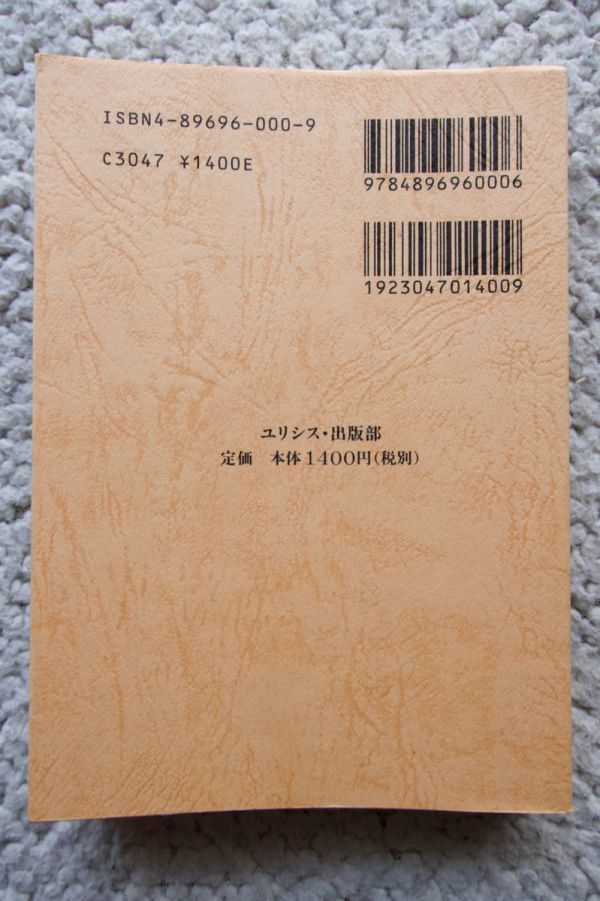 ISBN4-89696-000-9
C3047 ¥1400E
9784896960006
1923047014009
ユリシス・出版部
定価 本体1400円(税別)